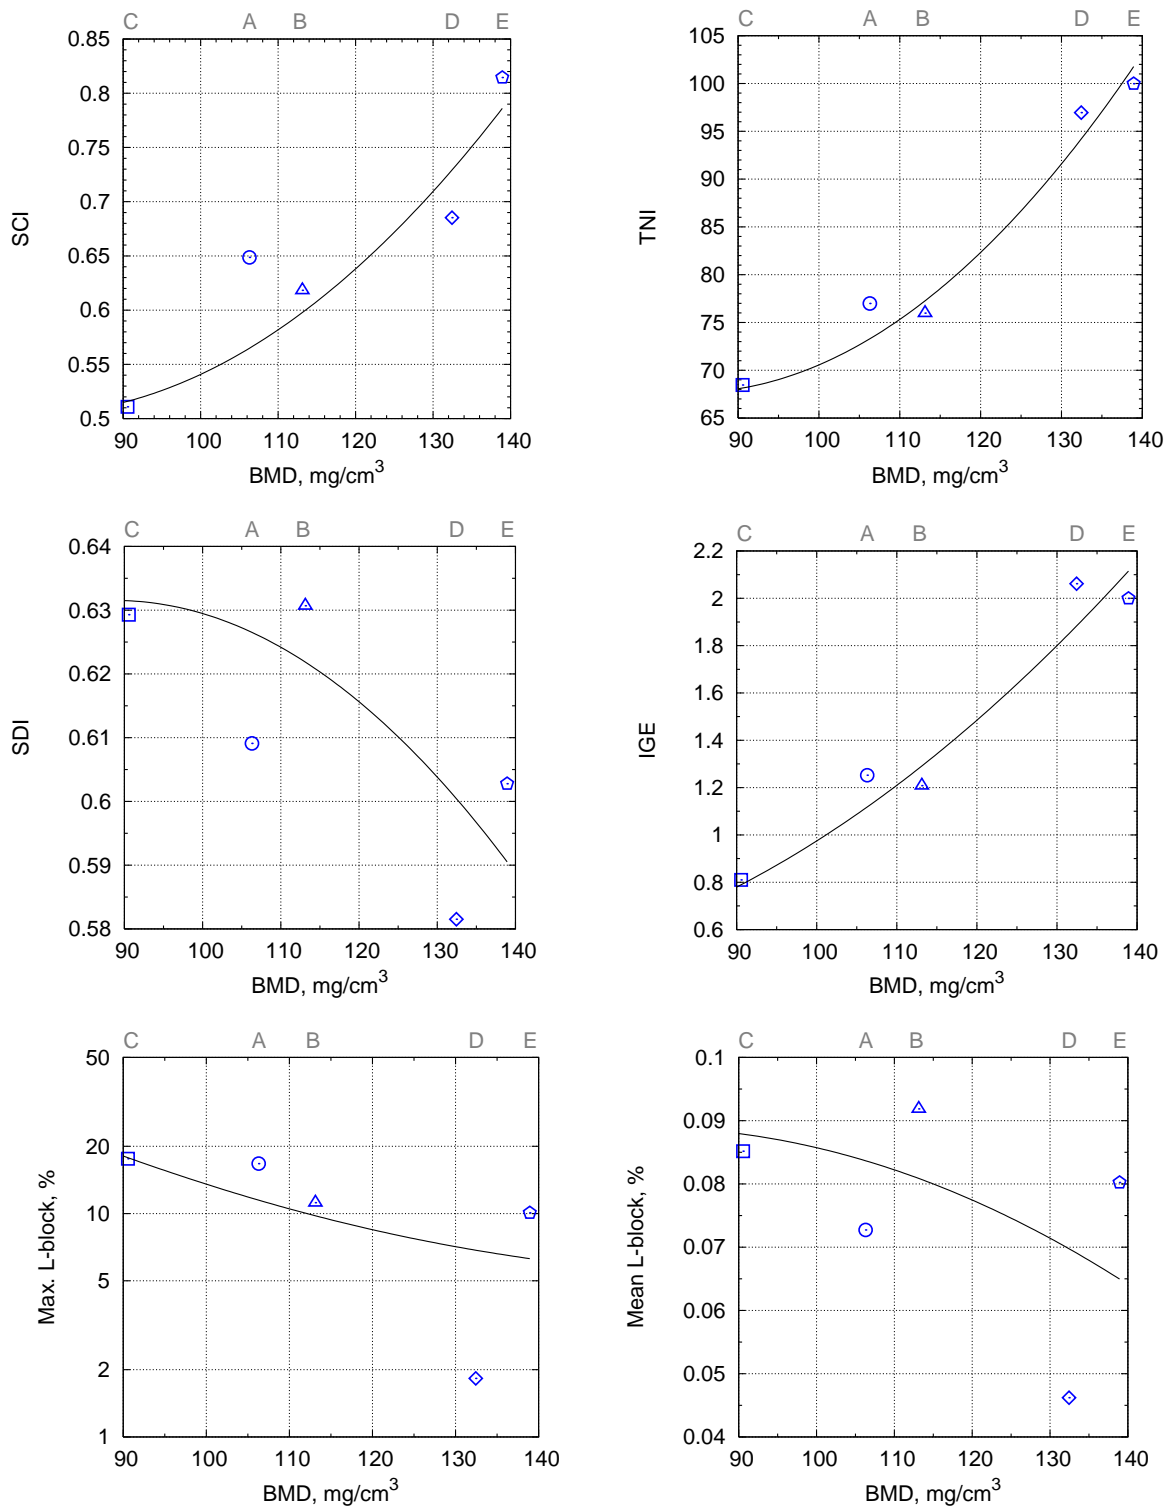 C A B D E
0.85
0.8
0.75
0.7
0.65
0.6
0.55
0.5
SCI
90 100 110 120 130 140
BMD, mg/cm³
C A B D E
105
100
95
90
85
80
75
70
65
TNI
90 100 110 120 130 140
BMD, mg/cm³
C A B D E
0.64
0.63
0.62
0.61
0.6
0.59
0.58
SDI
90 100 110 120 130 140
BMD, mg/cm³
C A B D E
2.2
2
1.8
1.6
1.4
1.2
1
0.8
0.6
IGE
90 100 110 120 130 140
BMD, mg/cm³
C A B D E
50
20
10
5
2
1
Max. L-block, %
90 100 110 120 130 140
BMD, mg/cm³
C A B D E
0.1
0.09
0.08
0.07
0.06
0.05
0.04
Mean L-block, %
90 100 110 120 130 140
BMD, mg/cm³